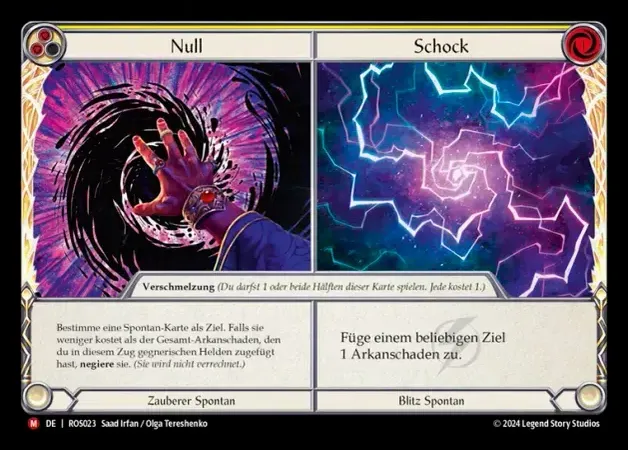 Null
Schock
1
Verschmelzung (Du darfst 1 oder beide Hälften dieser Karte spielen. Jede kostet 1.)
Bestimme eine Spontan-Karte als Ziel. Falls sie
weniger kostet als der Gesamt-Arkanschaden, den
du in diesem Zug gegnerischen Helden zugefügt
hast, negiere sie. (Sie wird nicht verrechnet.)
Füge einem beliebigen Ziel
1 Arkanschaden zu.
Zauberer Spontan
Blitz Spontan
M DE | ROS023 Saad Irfan / Olga Tereshenko
© 2024 Legend Story Studios